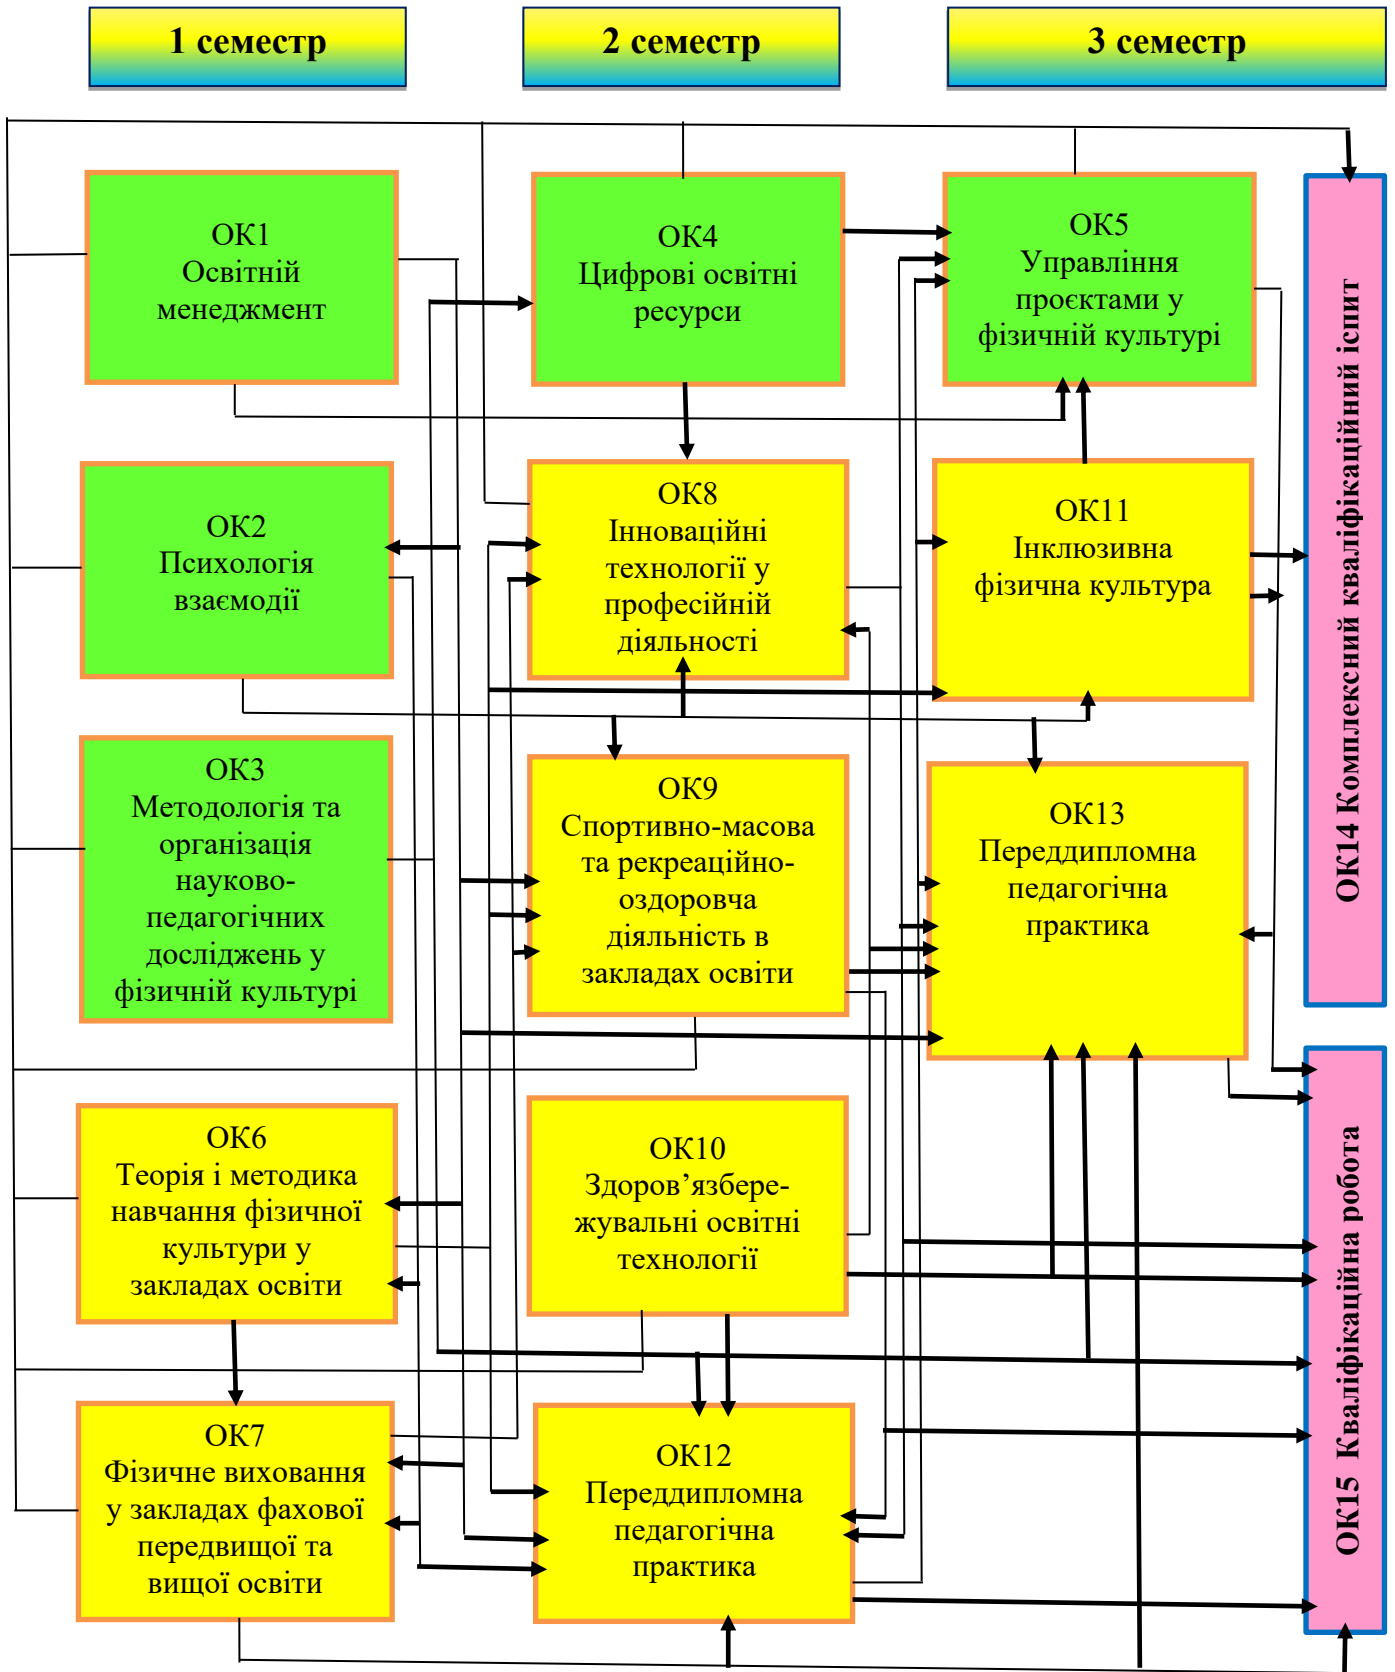 1 семестр
2 семестр
3 семестр
ОК1
Освітній
менеджмент
ОК4
Цифрові освітні
ресурси
ОК5
Управління
проєктами у
фізичній культурі
ОК2
Психологія
взаємодії
ОК8
Інноваційні
технології у
професійній
діяльності
ОК11
Інклюзивна
фізична культура
ОК14 Комплексний кваліфікаційний іспит
ОК3
Методологія та
організація
науково-
педагогічних
досліджень у
фізичній культурі
ОК9
Спортивно-масова
та рекреаційно-
оздоровча
діяльність в
закладах освіти
ОК13
Переддипломна
педагогічна
практика
ОК6
Теорія і методика
навчання фізичної
культури у
закладах освіти
ОК10
Здоров’язбере-
жувальні освітні
технології
ОК7
Фізичне виховання
у закладах фахової
передвищої та
вищої освіти
ОК12
Переддипломна
педагогічна
практика
ОК15 Кваліфікаційна робота